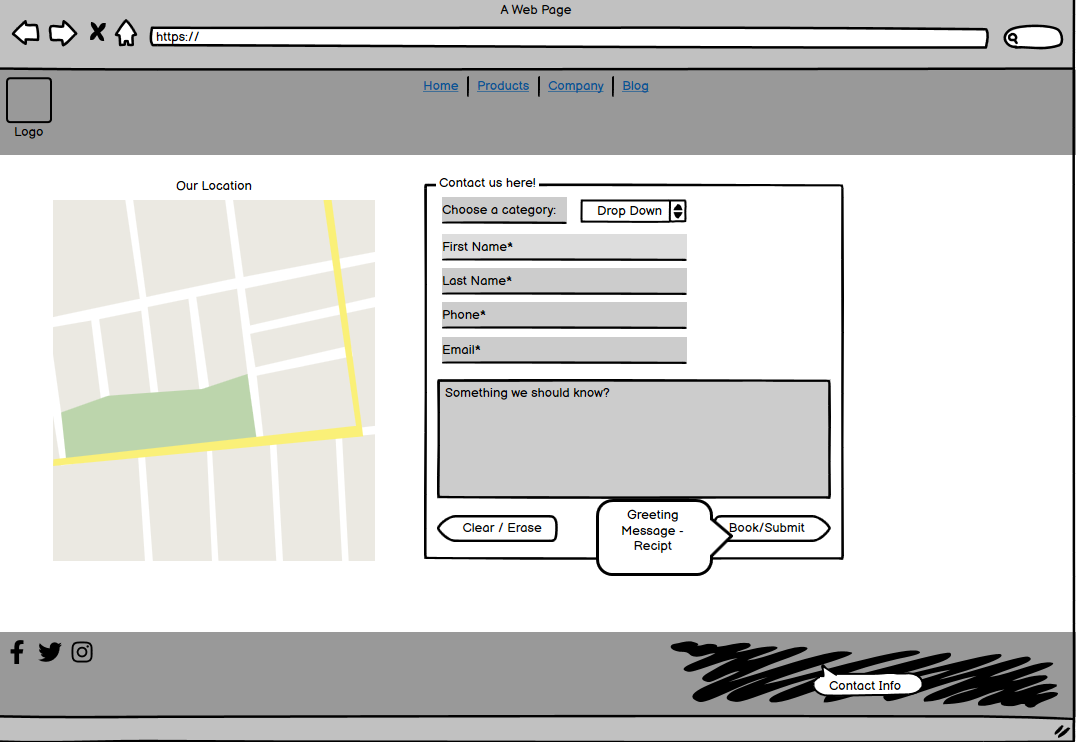 A Web Page
https://
Home Products Company Blog
Logo
Our Location
Contact us here!
Choose a category: Drop Down
First Name*
Last Name*
Phone*
Email*
Something we should know?
Clear / Erase
Greeting
Message -
Recipt
Book/Submit
Contact Info